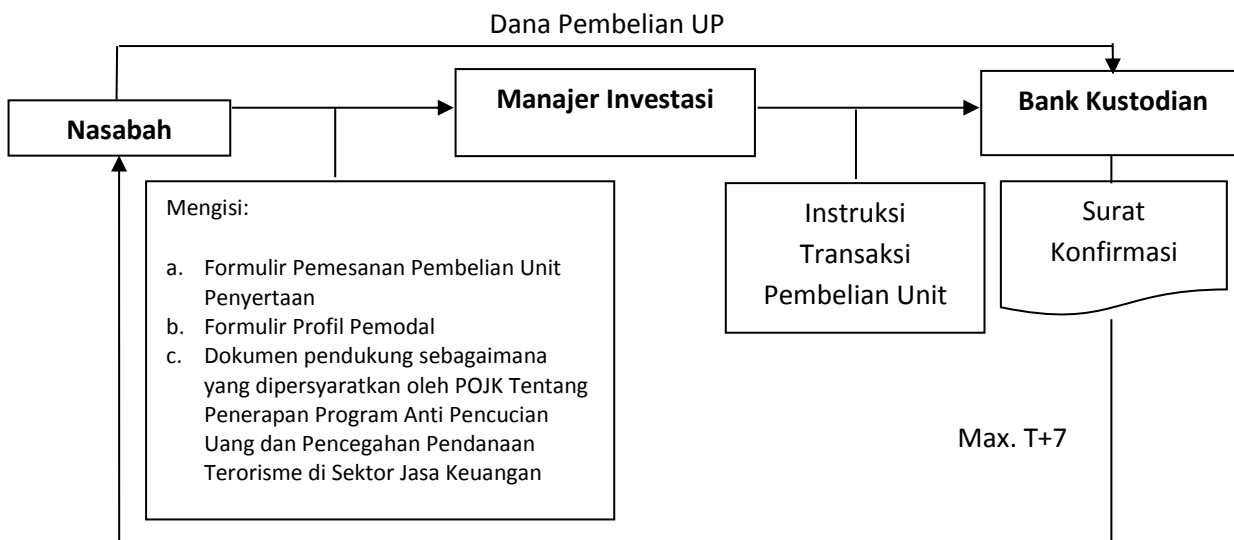 Dana Pembelian UP
Nasabah
Manajer Investasi
Bank Kustodian
Mengisi:
a. Formulir Pemesanan Pembelian Unit
Penyertaan
b. Formulir Profil Pemodal
c. Dokumen pendukung sebagaimana
yang dipersyaratkan oleh POJK Tentang
Penerapan Program Anti Pencucian
Uang dan Pencegahan Pendanaan
Terorisme di Sektor Jasa Keuangan
Instruksi
Transaksi
Pembelian Unit
Surat
Konfirmasi
Max. T+7